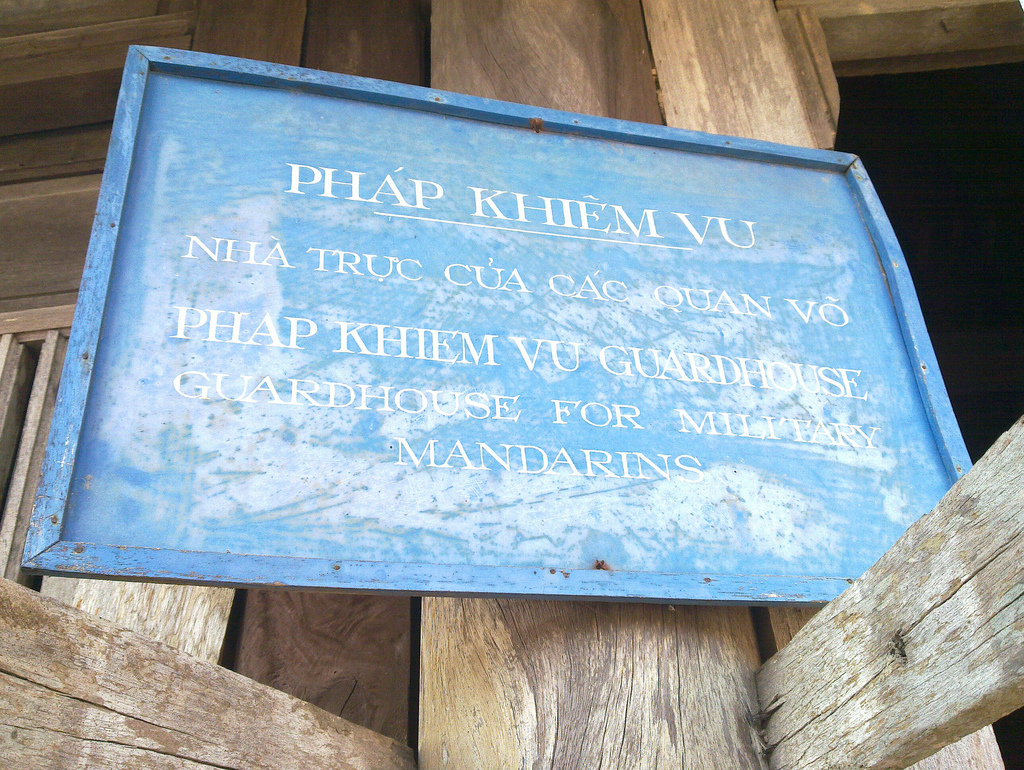 PHÁP KHIÊM VU
NHÀ TRỰC CỦA CÁC QUAN VÕ
PHAP KHIEM VU GUARDHOUSE
GUARDHOUSE FOR MILITARY
MANDARINS